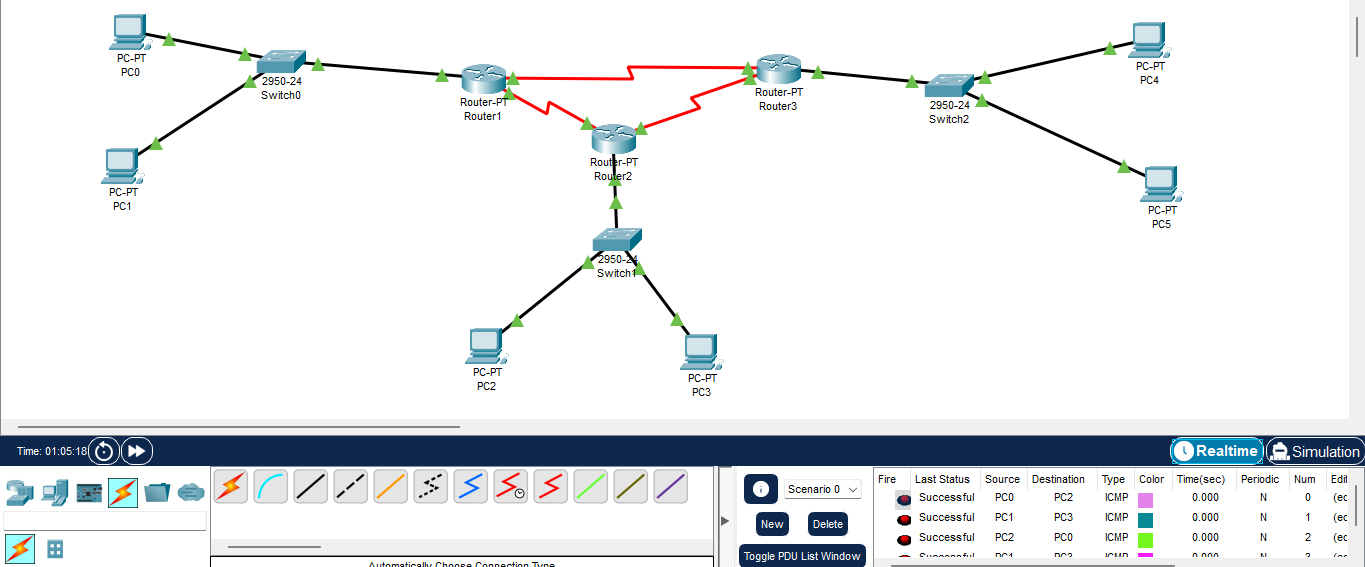 PC-PT
PC0
2950-24
Switch0
PC-PT
PC1
Router-PT
Router1
Router-PT
Router3
Router-PT
Router2
2950-24
Switch2
PC-PT
PC4
PC-PT
PC5
2950-24
Switch1
PC-PT
PC2
PC-PT
PC3
Time: 01:05:18
Realtime
Simulation
Scenario 0
New
Delete
Toggle PDU List Window
Automatically Choose Connection Type
Fire Last Status Source Destination Type Color Time(sec) Periodic Num Edit
Successful PC0 PC2 ICMP 0.000 N 0 (ec
Successful PC1 PC3 ICMP 0.000 N 1 (ec
Successful PC2 PC0 ICMP 0.000 N 2 (ec
Successful PC1 PC3 ICMP 0.000 N 3 (ec